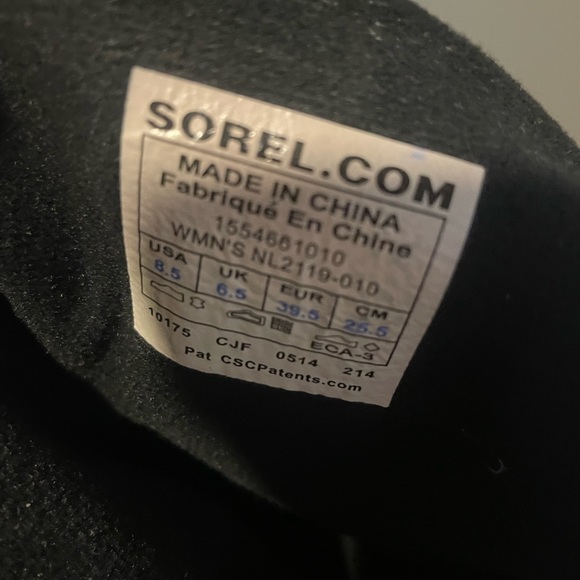 SOREL.COM
MADE IN CHINA
Fabriqué En Chine
1554661010
WMN'S NL2119-010
USA UK EUR CM
8.5 6.5 39.5 25.5
ECA-3
10175 CJF 0514 214
Pat CSCPatents.com